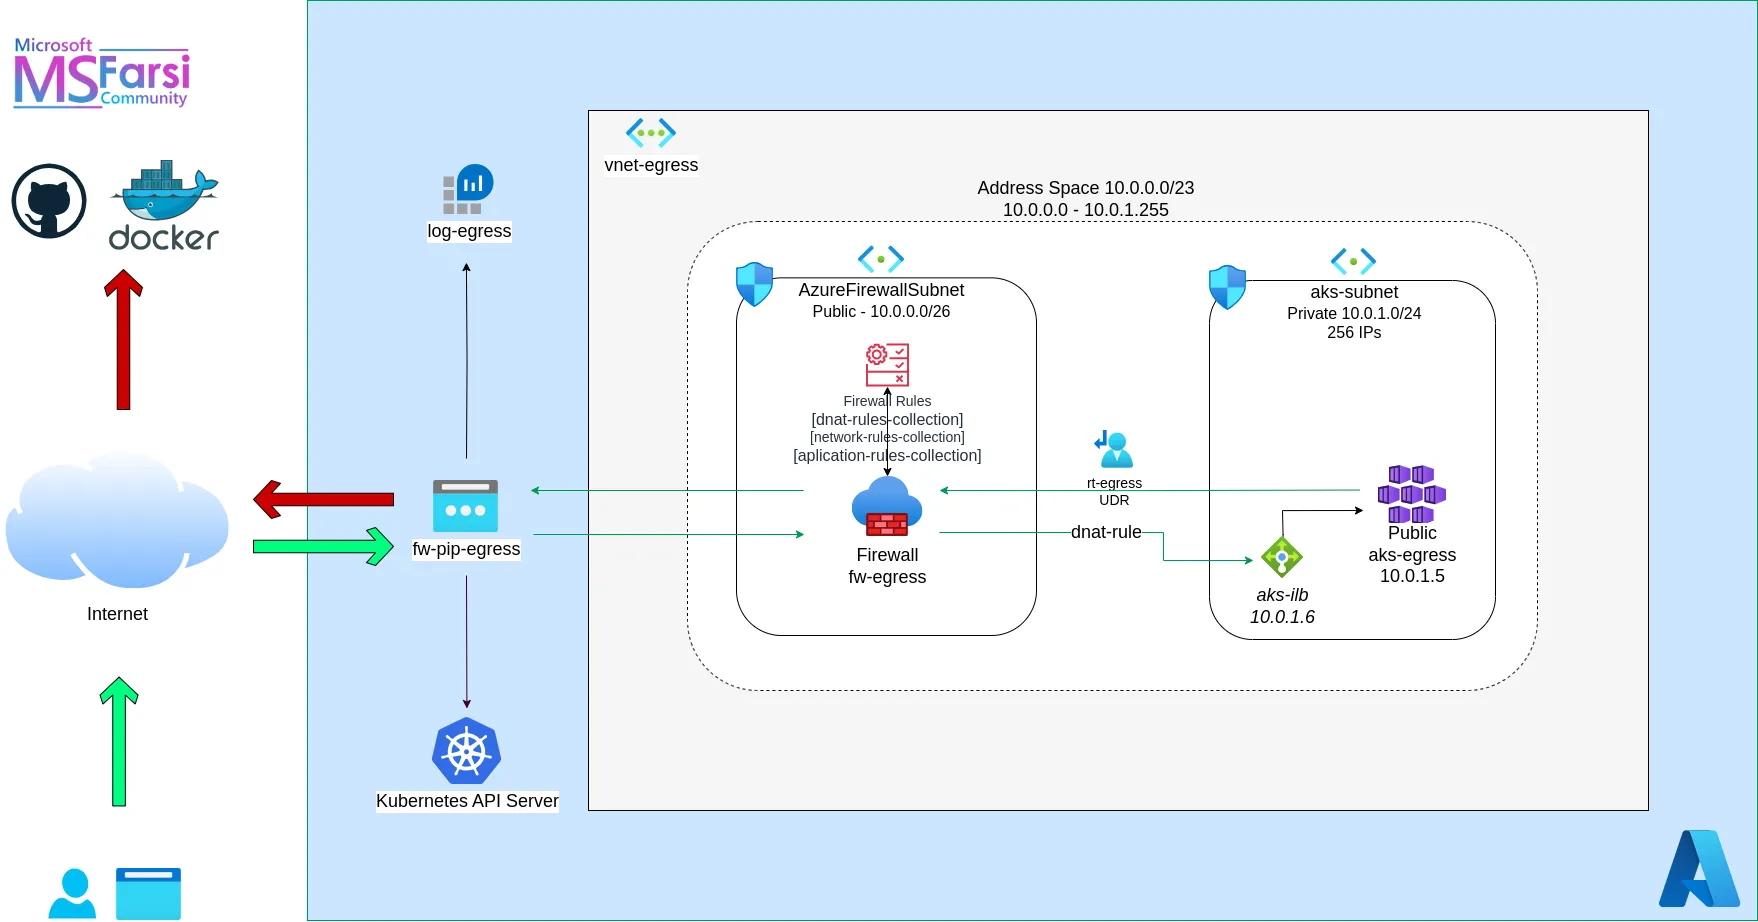 Microsoft
MSFarsi
Community
docker
Internet
log-egress
fw-pip-egress
Kubernetes API Server
vnet-egress
Address Space 10.0.0.0/23
10.0.0.0 - 10.0.1.255
AzureFirewallSubnet
Public - 10.0.0.0/26
Firewall Rules
[dnat-rules-collection]
[network-rules-collection]
[aplication-rules-collection]
Firewall
fw-egress
rt-egress
UDR
dnat-rule
aks-subnet
Private 10.0.1.0/24
256 IPs
aks-ilb
10.0.1.6
Public
aks-egress
10.0.1.5